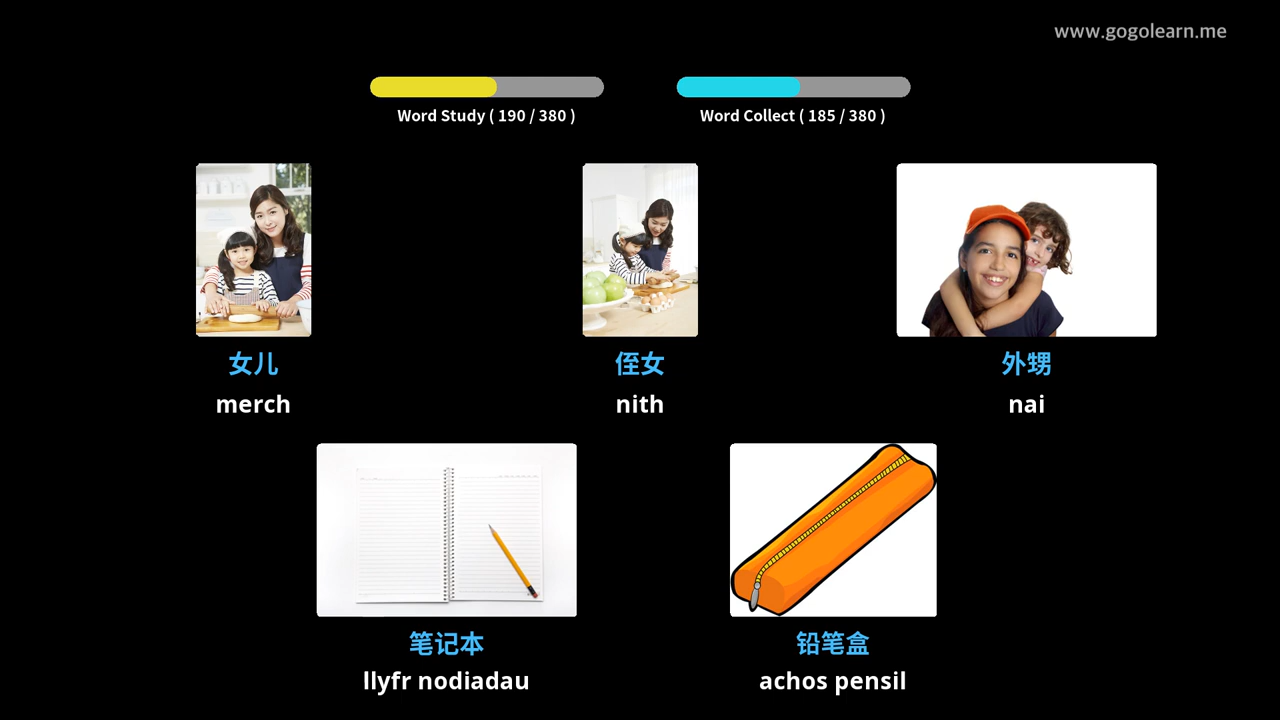 www.gogolearn.me
Word Study ( 190 / 380 )
Word Collect ( 185 / 380 )
女儿
merch
侄女
nith
外甥
nai
笔记本
llyfr nodiadau
铅笔盒
achos pensil